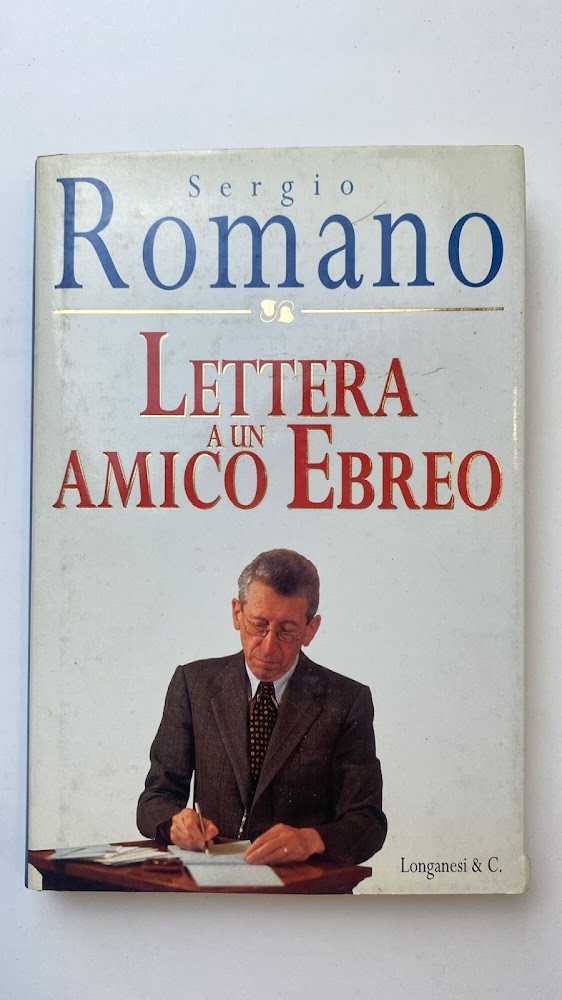 Sergio
Romano
LETTERA
A UN
AMICO EBREO
Longanesi & C.